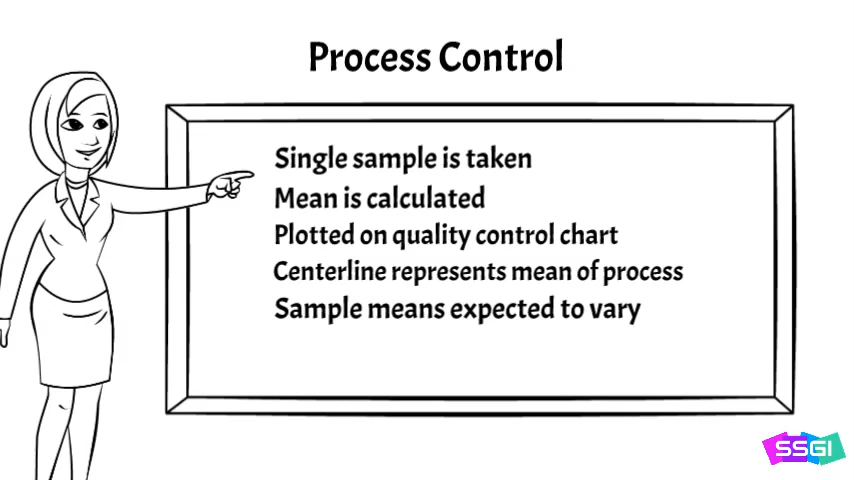 Process Control
Single sample is taken
Mean is calculated
Plotted on quality control chart
Centerline represents mean of process
Sample means expected to vary
SSGI